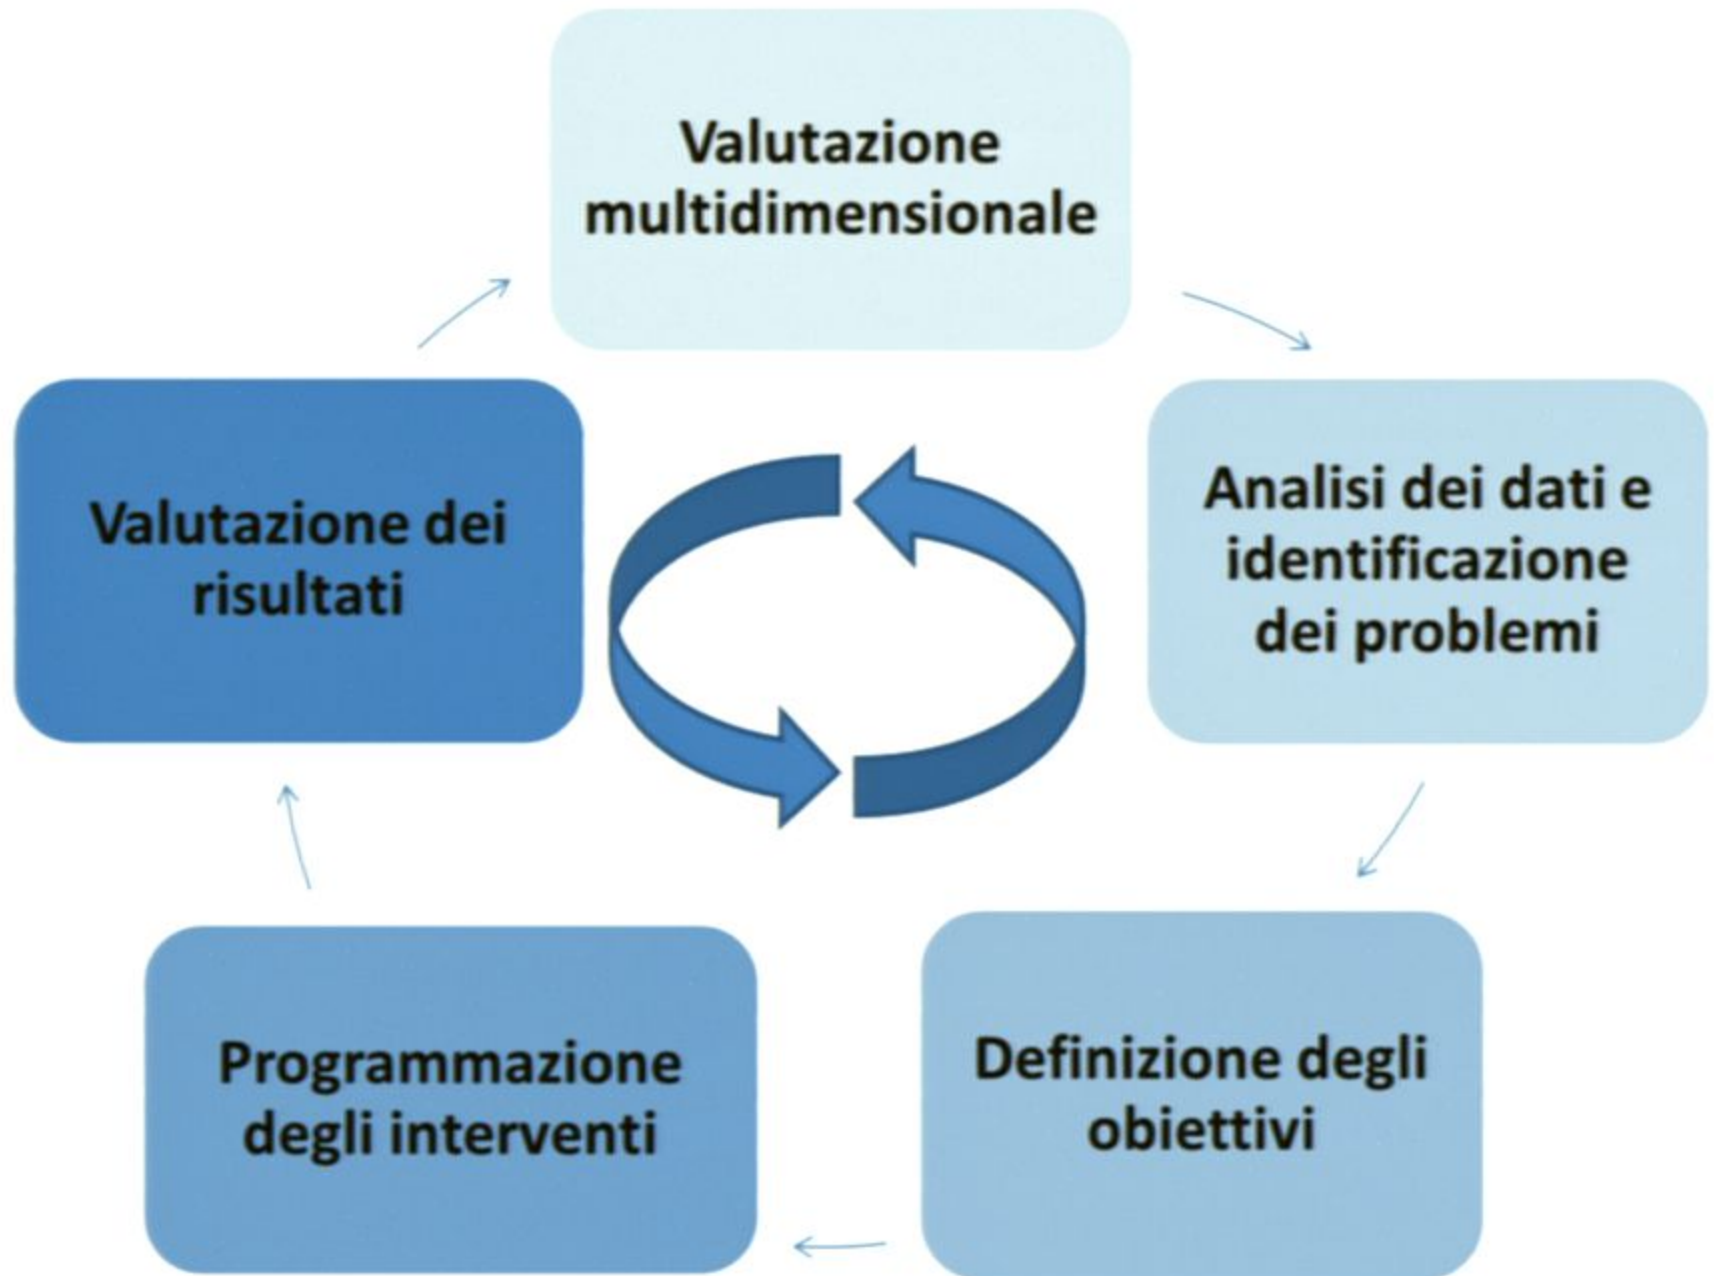 Valutazione
multidimensionale
Analisi dei dati e
identificazione
dei problemi
Definizione degli
obiettivi
Programmazione
degli interventi
Valutazione dei
risultati